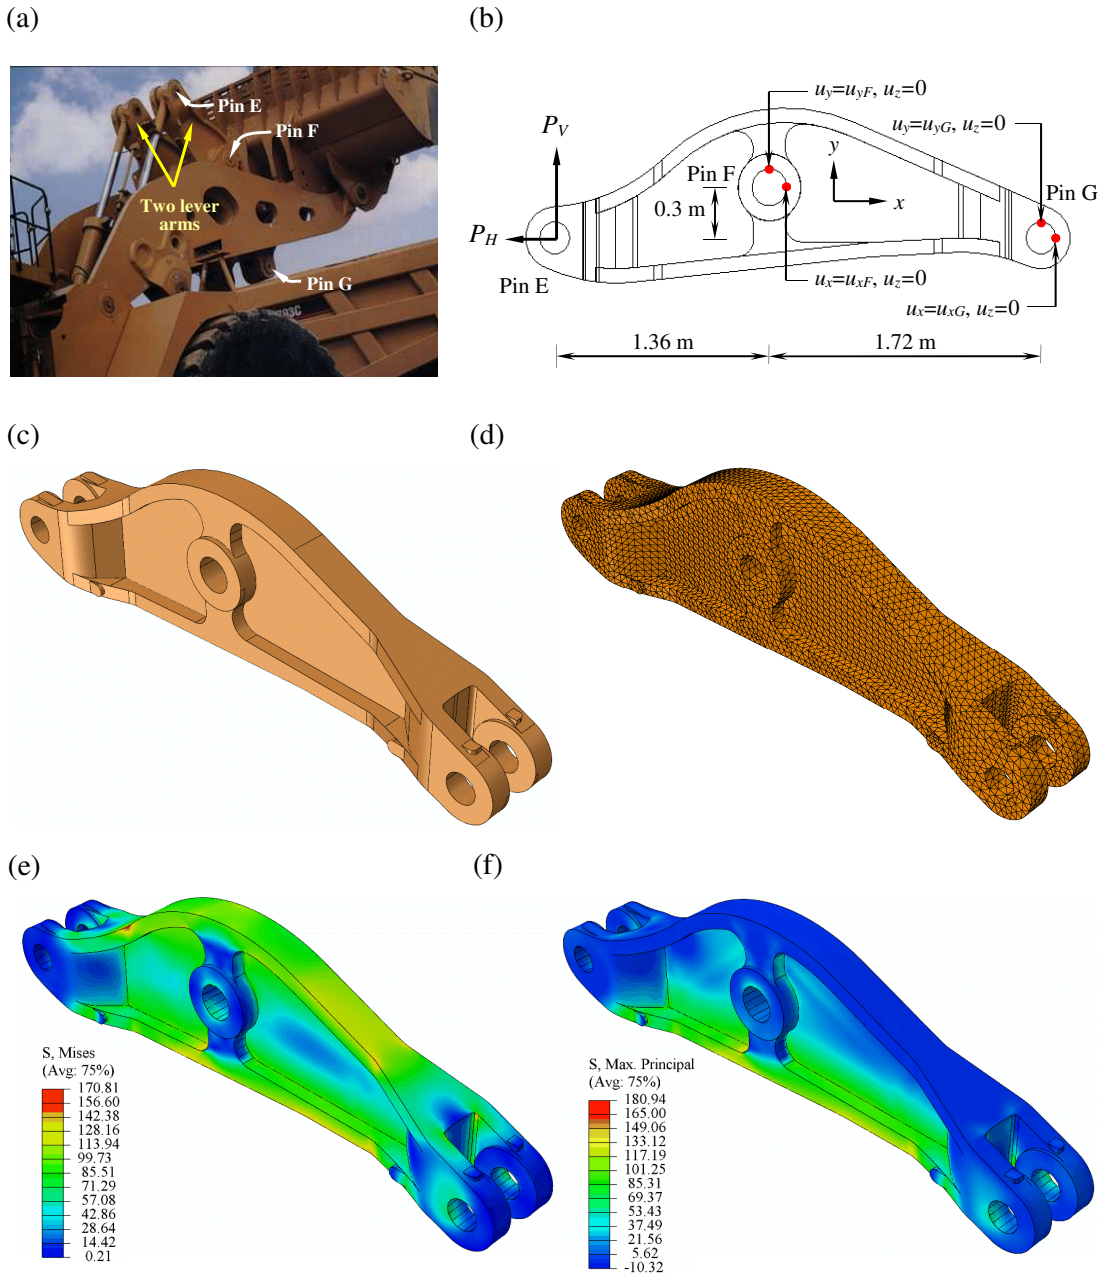 (a)
Pin E
Pin F
Two lever
arms
Pin G
793C
(b)
u_y=u_yF, u_z=0
u_y=u_yG, u_z=0
P_V
Pin F
y
Pin G
0.3 m
x
P_H
Pin E
u_x=u_xF, u_z=0
u_x=u_xG, u_z=0
1.36 m
1.72 m
(c)
(d)
(e)
S, Mises
(Avg: 75%)
170.81
156.60
142.38
128.16
113.94
99.73
85.51
71.29
57.08
42.86
28.64
14.42
0.21
(f)
S, Max. Principal
(Avg: 75%)
180.94
165.00
149.06
133.12
117.19
101.25
85.31
69.37
53.43
37.49
21.56
5.62
-10.32